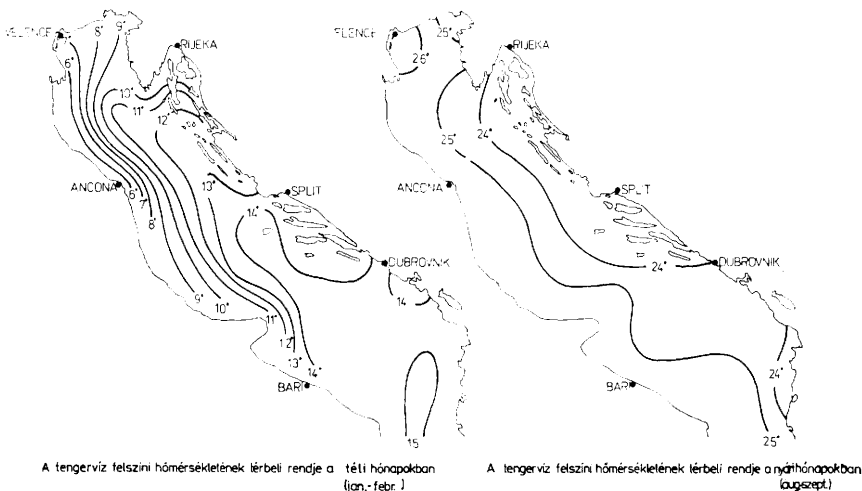 VELENCE
8°
9°
RIJEKA
6°
10°
11°
12°
13°
SPLIT
ANCONA
6°
7°
8°
14°
DUBROVNIK
14
9°
10°
11°
12°
13°
14°
BARI
15
A tengervíz felszíni hőmérsékletének térbeli rendje a téli hónapokban
(jan.-febr.)
ELENCE
25°
RIJEKA
26°
24°
25°
ANCONA
SPLIT
24°
DUBROVNIK
BARI
24°
25°
A tengervíz felszíni hőmérsékletének térbeli rendje a nyári hónapokban
(aug-szept.)